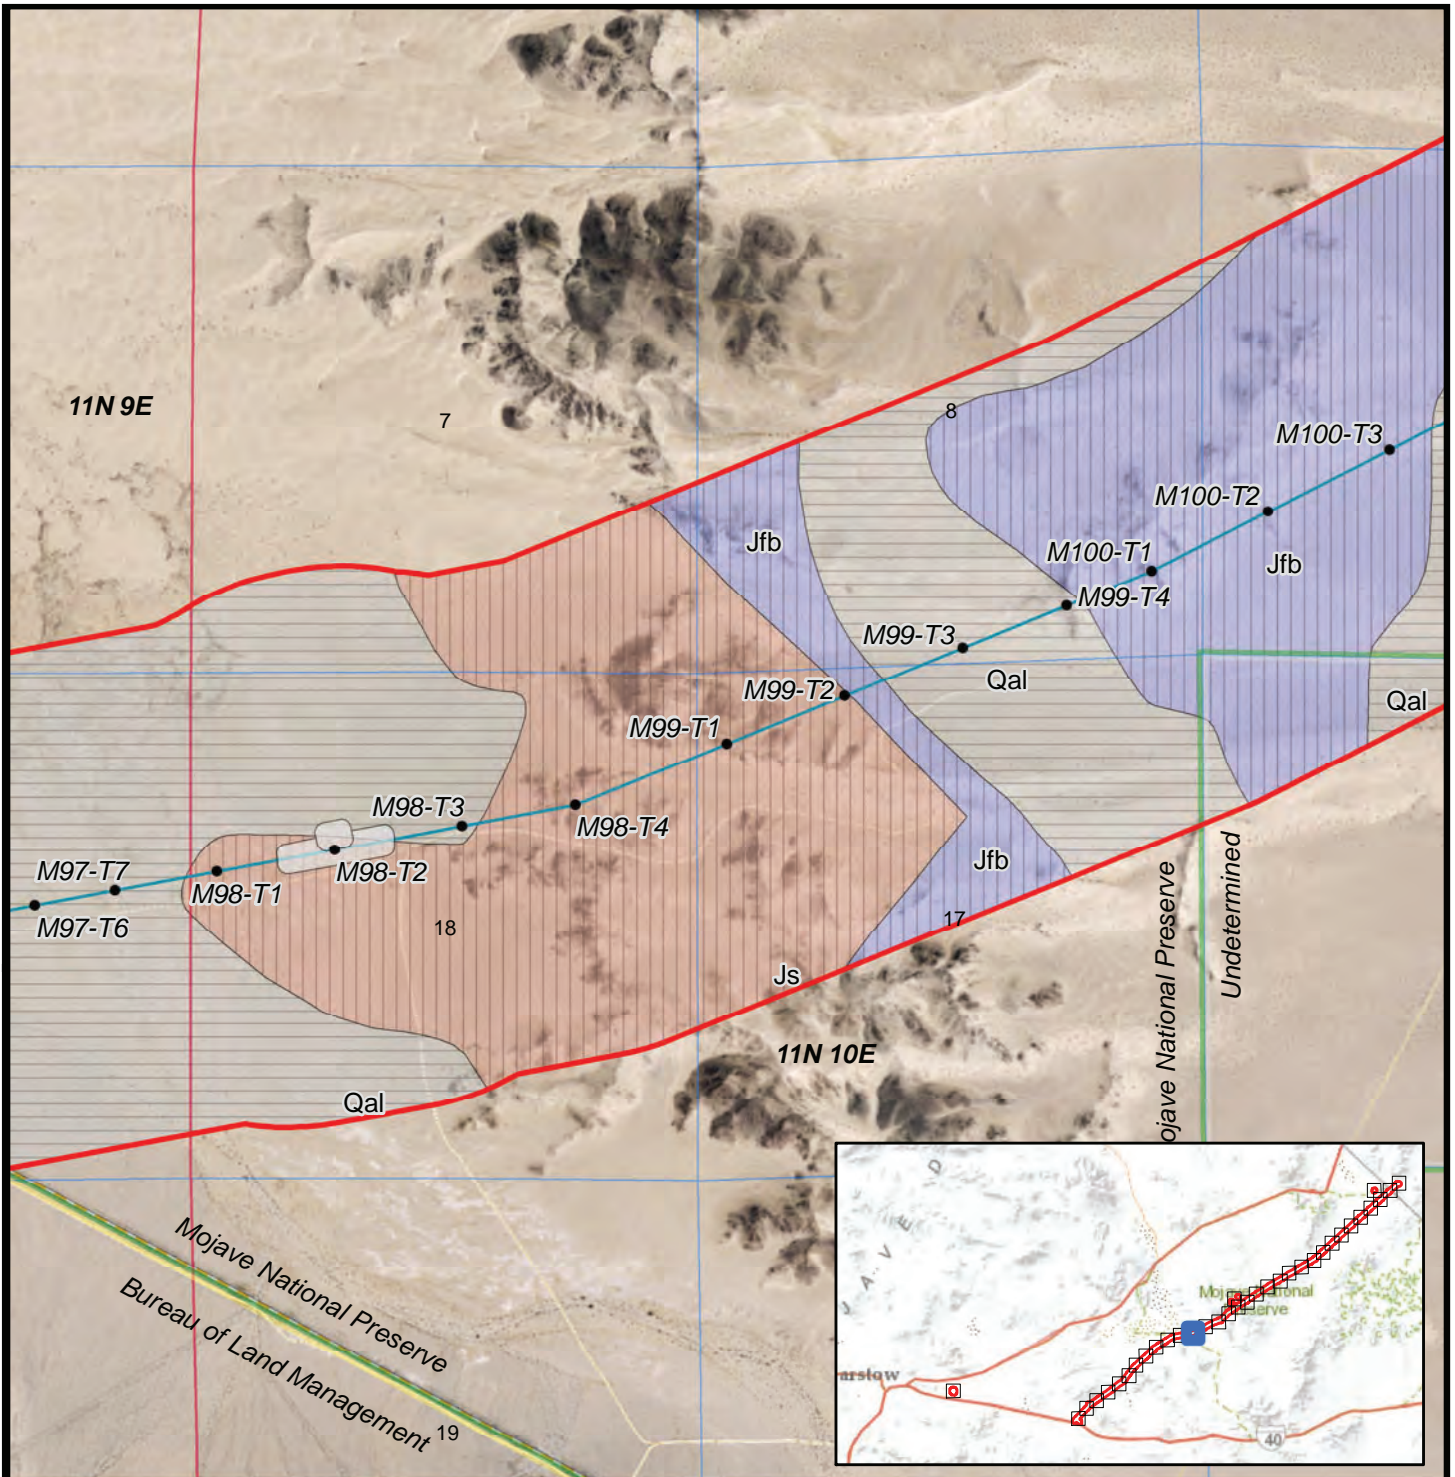 11N 9E
7
8
M100-T3
M100-T2
Jfb
M100-T1
Jfb
M99-T4
M99-T3
Qal
M99-T2
Qal
M99-T1
M98-T3
M98-T4
M97-T7
M98-T2
M98-T1
Jfb
M97-T6
18
17
Js
Mojave National Preserve
Undetermined
11N 10E
Qal
Mojave National Preserve
Bureau of Land Management
19
JAVE D
arstow
40